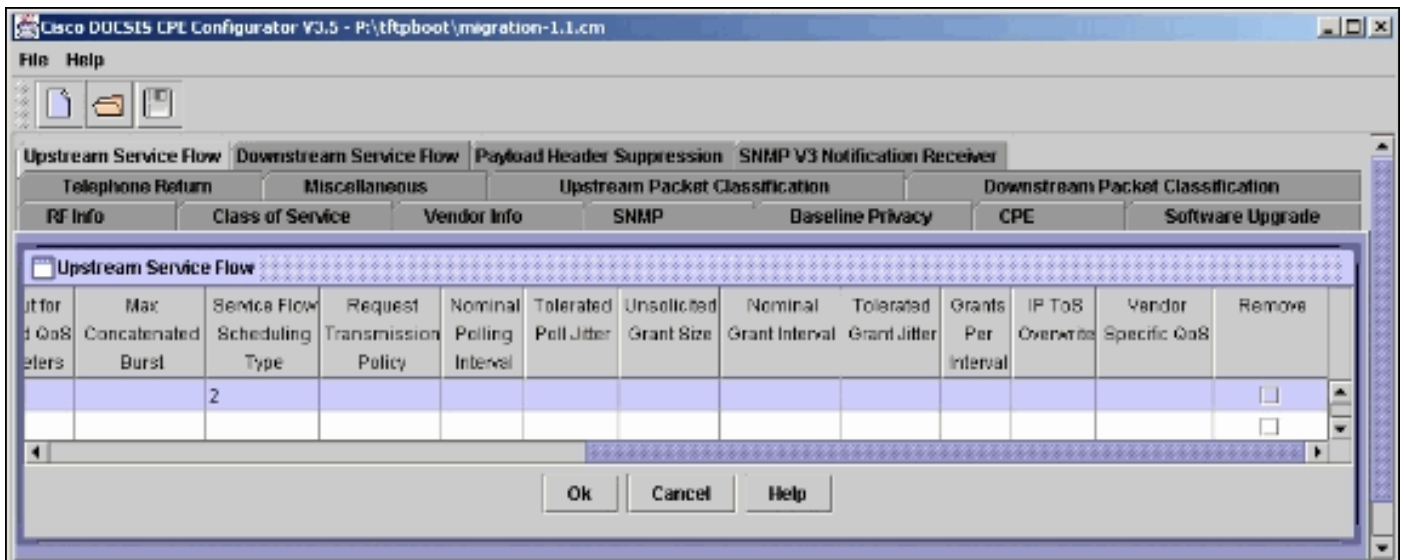 Cisco DOCSIS CPE Configurator V3.5 - P:\tftpboot\migration-1.1.cm
File Help
Upstream Service Flow Downstream Service Flow Payload Header Suppression SNMP V3 Notification Receiver
Telephone Return Miscellaneous Upstream Packet Classification Downstream Packet Classification
RF Info Class of Service Vendor Info SNMP Baseline Privacy CPE Software Upgrade
Upstream Service Flow
ut for Max Service Flow Request Nominal Tolerated Unsolicited Nominal Tolerated Grants IP ToS Vendor Remove
d QoS Concatenated Scheduling Transmission Polling Poll Jitter Grant Size Grant Interval Grant Jitter Per Overwrite Specific QoS
eters Burst Type Policy Interval Interval
2
Ok Cancel Help